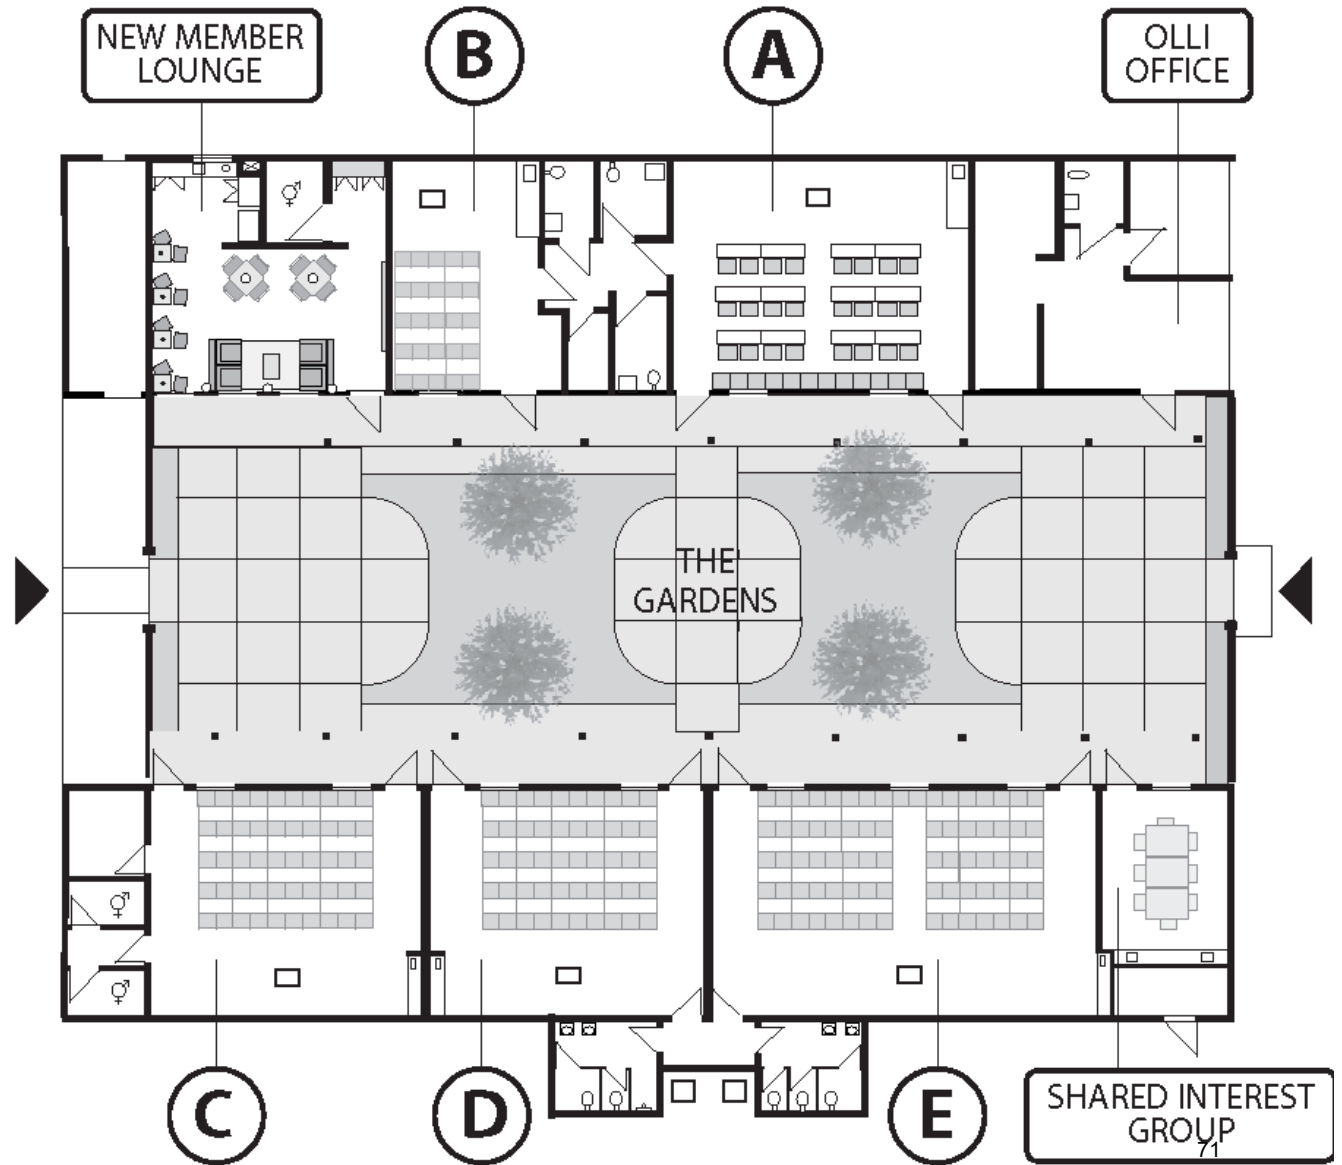 NEW MEMBER
LOUNGE
B
A
OLLI
OFFICE
THE
GARDENS
C
D
E
SHARED INTEREST
GROUP
71